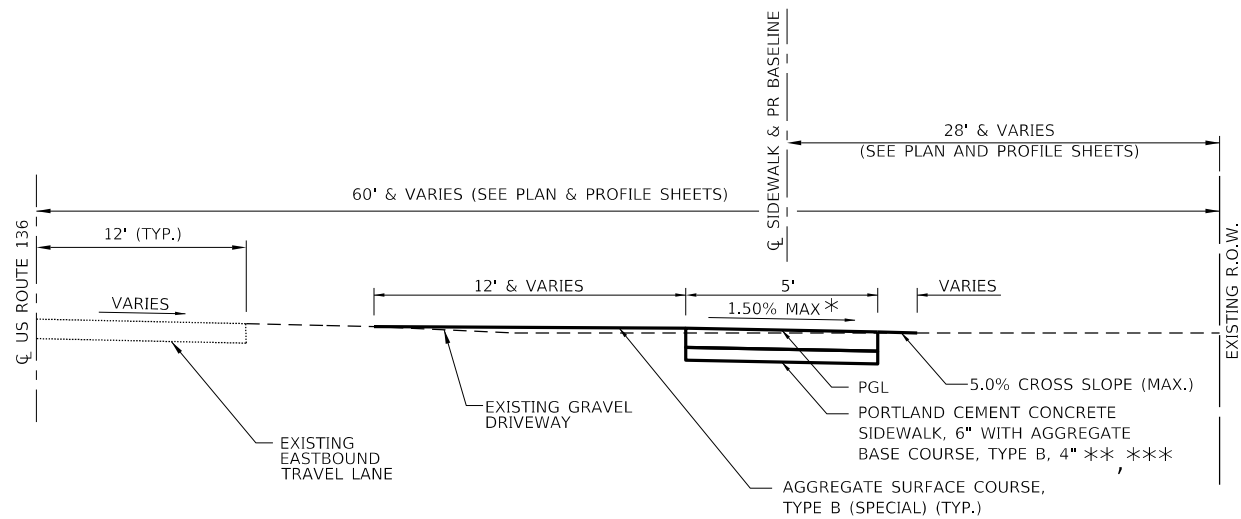 ℄ SIDEWALK & PR BASELINE
28' & VARIES
(SEE PLAN AND PROFILE SHEETS)
60' & VARIES (SEE PLAN & PROFILE SHEETS)
℄ US ROUTE 136
12' (TYP.)
EXISTING R.O.W.
VARIES
12' & VARIES
5'
VARIES
1.50% MAX *
PGL
5.0% CROSS SLOPE (MAX.)
EXISTING GRAVEL
DRIVEWAY
PORTLAND CEMENT CONCRETE
SIDEWALK, 6" WITH AGGREGATE
BASE COURSE, TYPE B, 4" ** , ***
EXISTING
EASTBOUND
TRAVEL LANE
AGGREGATE SURFACE COURSE,
TYPE B (SPECIAL) (TYP.)